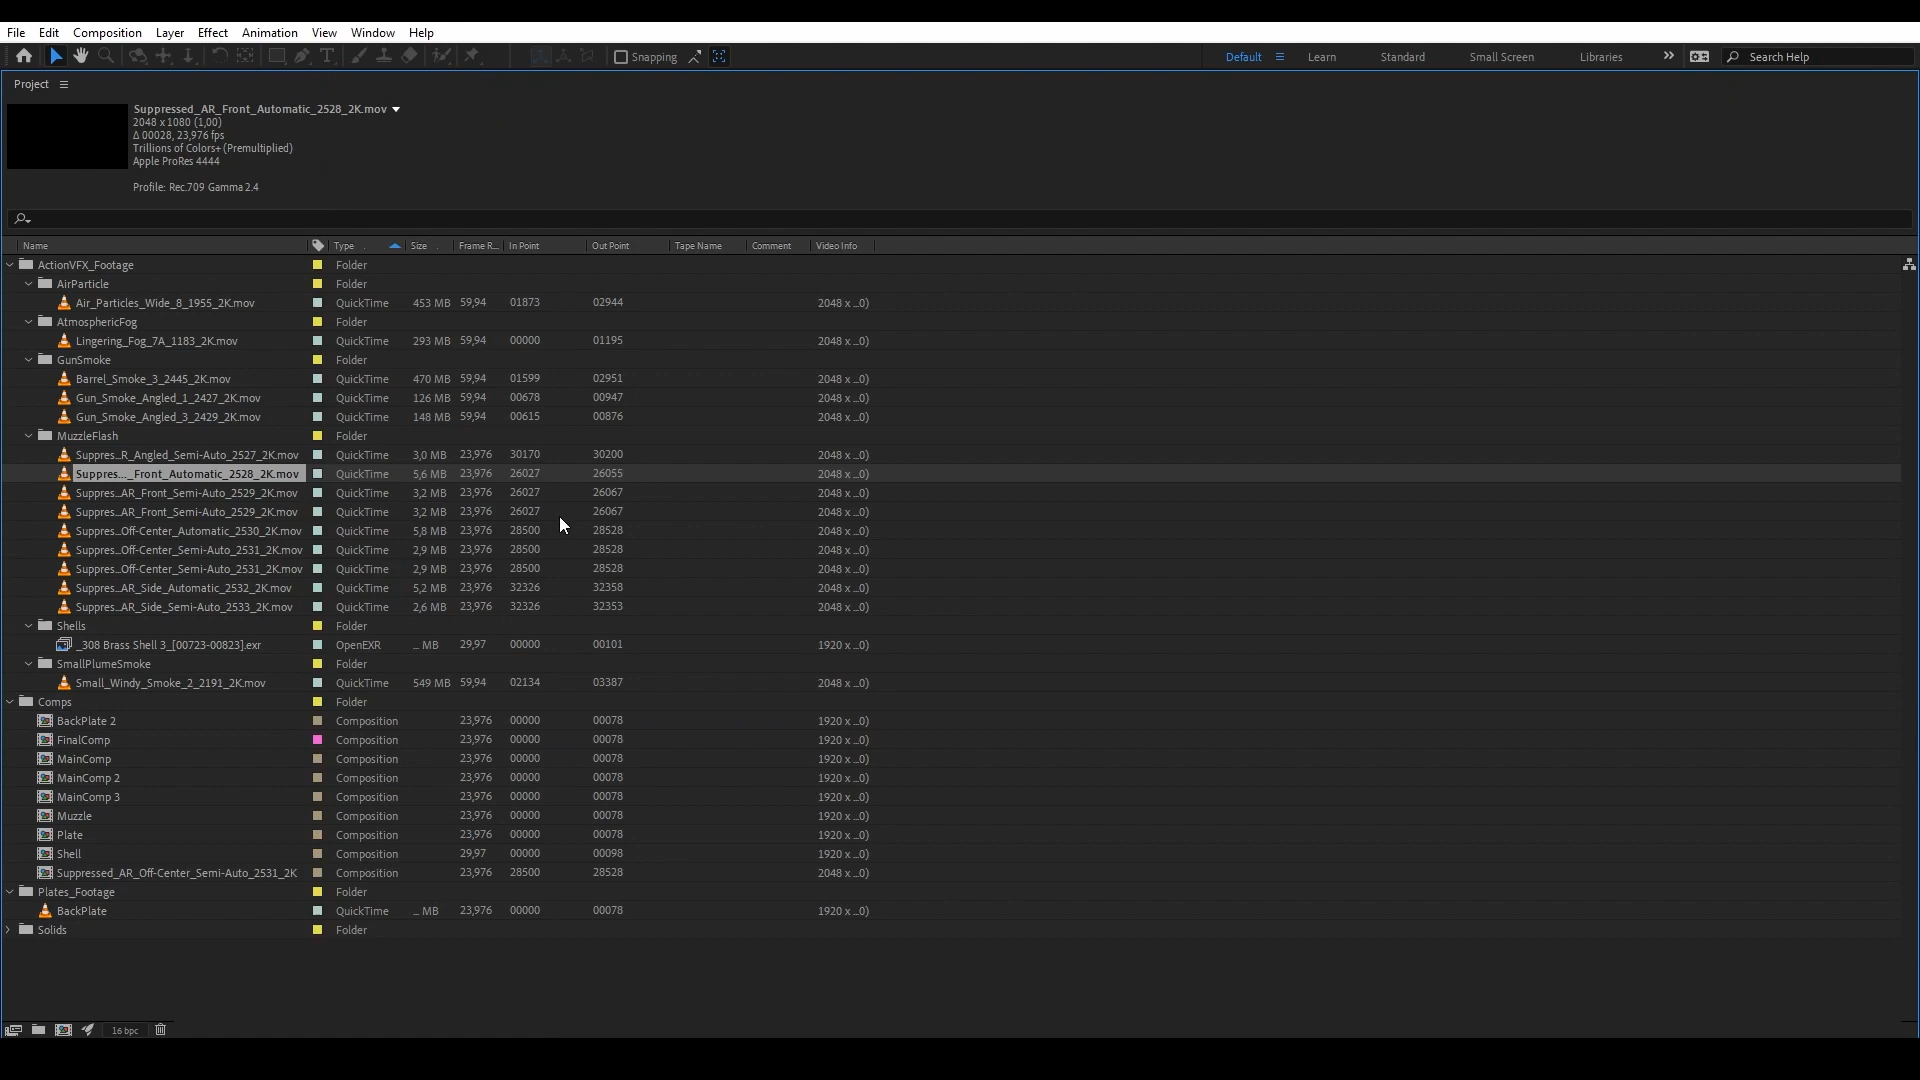 File Edit Composition Layer Effect Animation View Window Help
Snapping Default Learn Standard Small Screen Libraries Search Help
Project
Suppressed_AR_Front_Automatic_2528_2K.mov
2048 x 1080 (1,00)
Δ 00028, 23,976 fps
Trillions of Colors+ (Premultiplied)
Apple ProRes 4444
Profile: Rec.709 Gamma 2.4
Name Type Size Frame R... In Point Out Point Tape Name Comment Video Info
ActionVFX_Footage Folder
AirParticle Folder
Air_Particles_Wide_8_1955_2K.mov QuickTime 453 MB 59,94 01873 02944 2048 x ...0)
AtmosphericFog Folder
Lingering_Fog_7A_1183_2K.mov QuickTime 293 MB 59,94 00000 01195 2048 x ...0)
GunSmoke Folder
Barrel_Smoke_3_2445_2K.mov QuickTime 470 MB 59,94 01599 02951 2048 x ...0)
Gun_Smoke_Angled_1_2427_2K.mov QuickTime 126 MB 59,94 00678 00947 2048 x ...0)
Gun_Smoke_Angled_3_2429_2K.mov QuickTime 148 MB 59,94 00615 00876 2048 x ...0)
MuzzleFlash Folder
Suppres...R_Angled_Semi-Auto_2527_2K.mov QuickTime 3,0 MB 23,976 30170 30200 2048 x ...0)
Suppres..._Front_Automatic_2528_2K.mov QuickTime 5,6 MB 23,976 26027 26055 2048 x ...0)
Suppres...AR_Front_Semi-Auto_2529_2K.mov QuickTime 3,2 MB 23,976 26027 26067 2048 x ...0)
Suppres...AR_Front_Semi-Auto_2529_2K.mov QuickTime 3,2 MB 23,976 26027 26067 2048 x ...0)
Suppres...Off-Center_Automatic_2530_2K.mov QuickTime 5,8 MB 23,976 28500 28528 2048 x ...0)
Suppres...Off-Center_Semi-Auto_2531_2K.mov QuickTime 2,9 MB 23,976 28500 28528 2048 x ...0)
Suppres...Off-Center_Semi-Auto_2531_2K.mov QuickTime 2,9 MB 23,976 28500 28528 2048 x ...0)
Suppres...AR_Side_Automatic_2532_2K.mov QuickTime 5,2 MB 23,976 32326 32358 2048 x ...0)
Suppres...AR_Side_Semi-Auto_2533_2K.mov QuickTime 2,6 MB 23,976 32326 32353 2048 x ...0)
Shells Folder
_308 Brass Shell 3_[00723-00823].exr OpenEXR ... MB 29,97 00000 00101 1920 x ...0)
SmallPlumeSmoke Folder
Small_Windy_Smoke_2_2191_2K.mov QuickTime 549 MB 59,94 02134 03387 2048 x ...0)
Comps Folder
BackPlate 2 Composition 23,976 00000 00078 1920 x ...0)
FinalComp Composition 23,976 00000 00078 1920 x ...0)
MainComp Composition 23,976 00000 00078 1920 x ...0)
MainComp 2 Composition 23,976 00000 00078 1920 x ...0)
MainComp 3 Composition 23,976 00000 00078 1920 x ...0)
Muzzle Composition 23,976 00000 00078 1920 x ...0)
Plate Composition 23,976 00000 00078 1920 x ...0)
Shell Composition 29,97 00000 00098 1920 x ...0)
Suppressed_AR_Off-Center_Semi-Auto_2531_2K Composition 23,976 28500 28528 2048 x ...0)
Plates_Footage Folder
BackPlate QuickTime ... MB 23,976 00000 00078 1920 x ...0)
Solids Folder
16 bpc